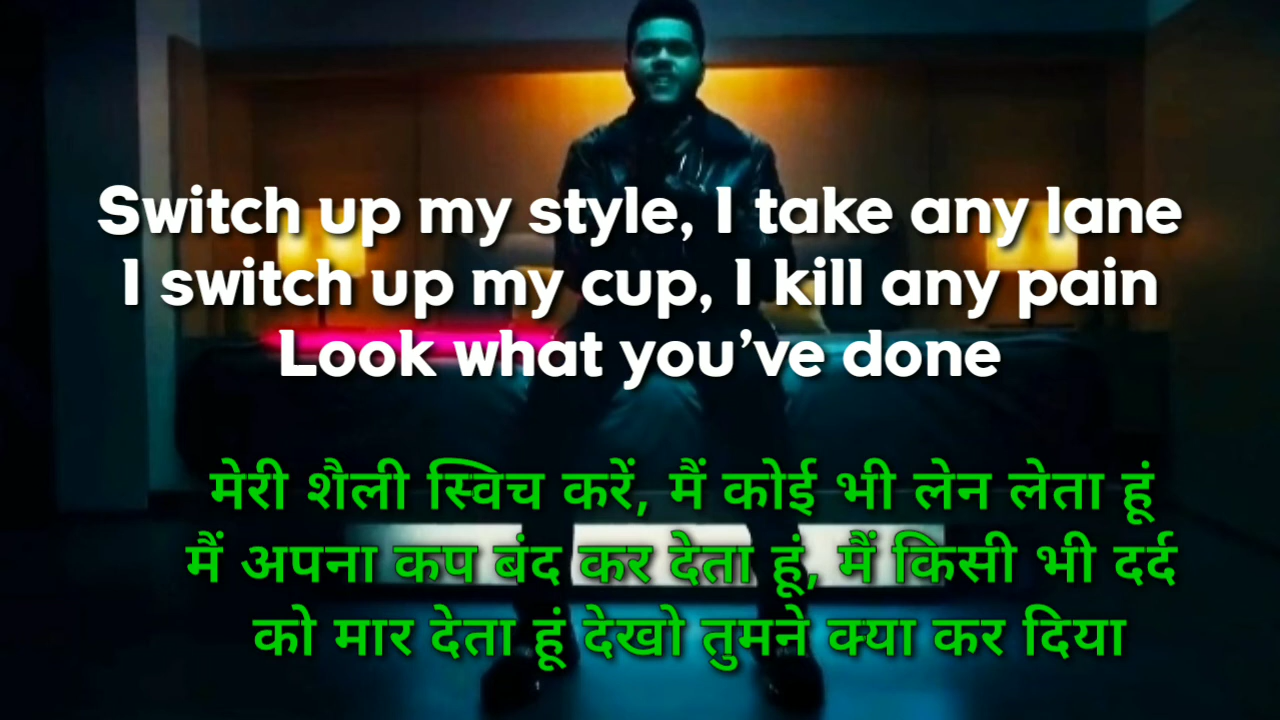 Switch up my style, I take any lane
I switch up my cup, I kill any pain
Look what you’ve done
मेरी शैली स्विच करें, मैं कोई भी लेन लेता हूं
मैं अपना कप बंद कर देता हूं, मैं किसी भी दर्द
को मार देता हूं देखो तुमने क्या कर दिया